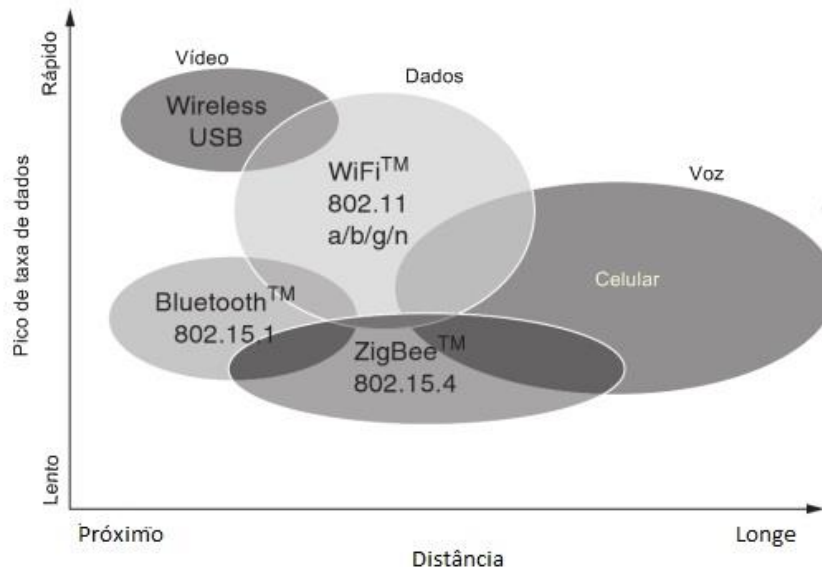 Rápido
Vídeo
Dados
Wireless
USB
WiFi™
802.11
a/b/g/n
Voz
Pico de taxa de dados
Celular
Bluetooth™
802.15.1
ZigBee™
802.15.4
Lento
Próximo
Longe
Distância